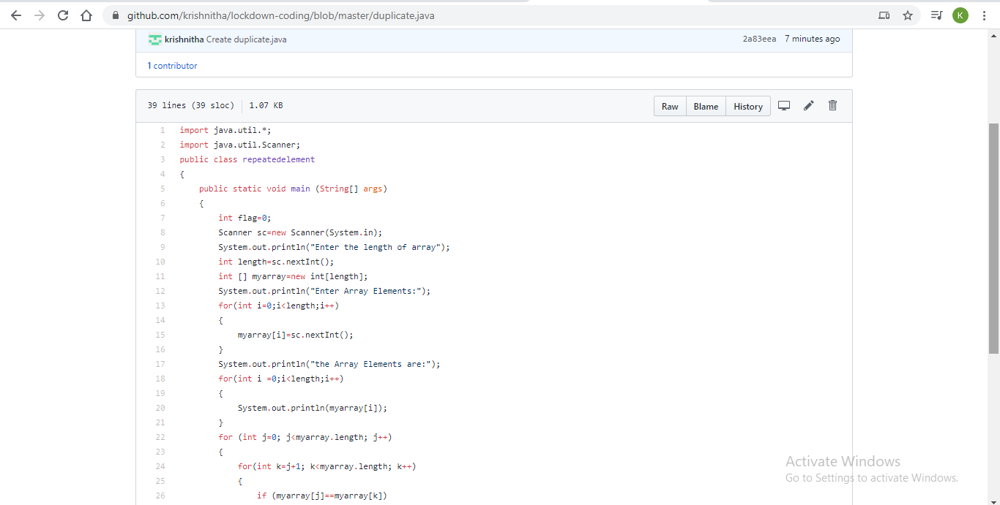 github.com/krishnitha/lockdown-coding/blob/master/duplicate.java
K
krishnitha Create duplicate.java 2a83eea 7 minutes ago
1 contributor
39 lines (39 sloc) 1.07 KB Raw Blame History
1 import java.util.*;
2 import java.util.Scanner;
3 public class repeatedelement
4 {
5 public static void main (String[] args)
6 {
7 int flag=0;
8 Scanner sc=new Scanner(System.in);
9 System.out.println("Enter the length of array");
10 int length=sc.nextInt();
11 int [] myarray=new int[length];
12 System.out.println("Enter Array Elements:");
13 for(int i=0;i<length;i++)
14 {
15 myarray[i]=sc.nextInt();
16 }
17 System.out.println("the Array Elements are:");
18 for(int i =0;i<length;i++)
19 {
20 System.out.println(myarray[i]);
21 }
22 for (int j=0; j<myarray.length; j++)
23 {
24 for(int k=j+1; k<myarray.length; k++)
25 {
26 if (myarray[j]==myarray[k])
Activate Windows
Go to Settings to activate Windows.